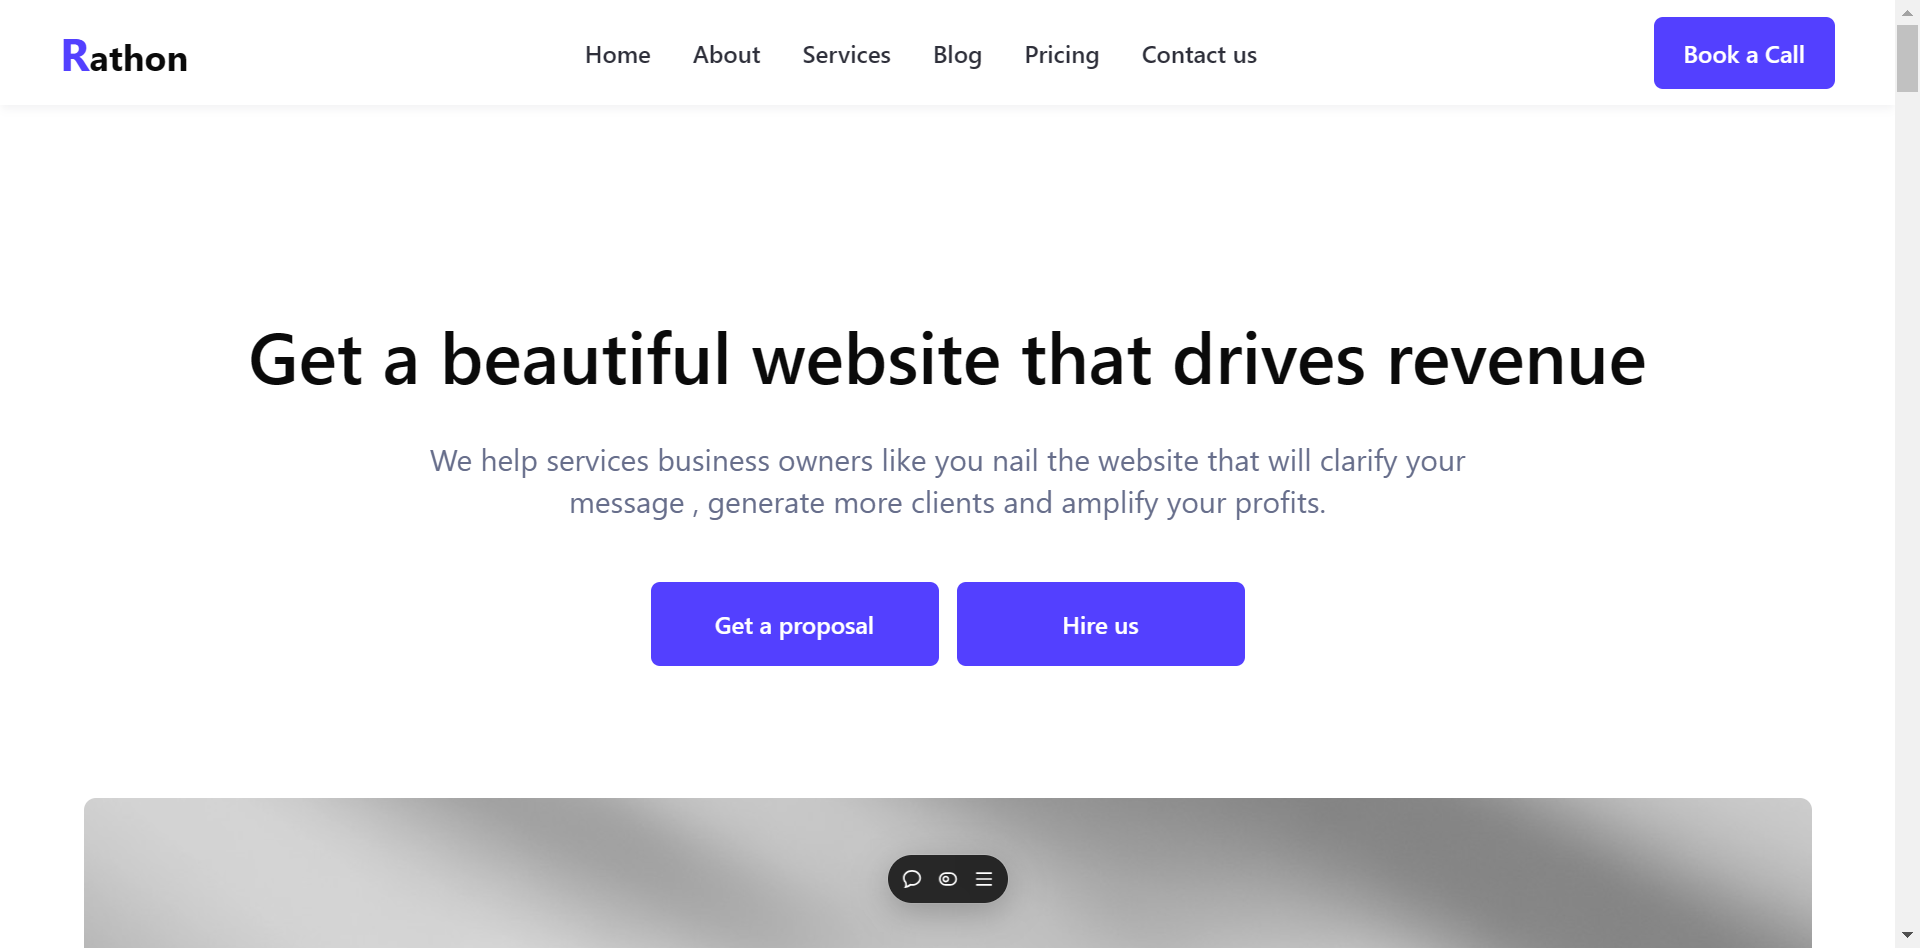 Rathon
Home About Services Blog Pricing Contact us
Book a Call
Get a beautiful website that drives revenue
We help services business owners like you nail the website that will clarify your
message , generate more clients and amplify your profits.
Get a proposal
Hire us